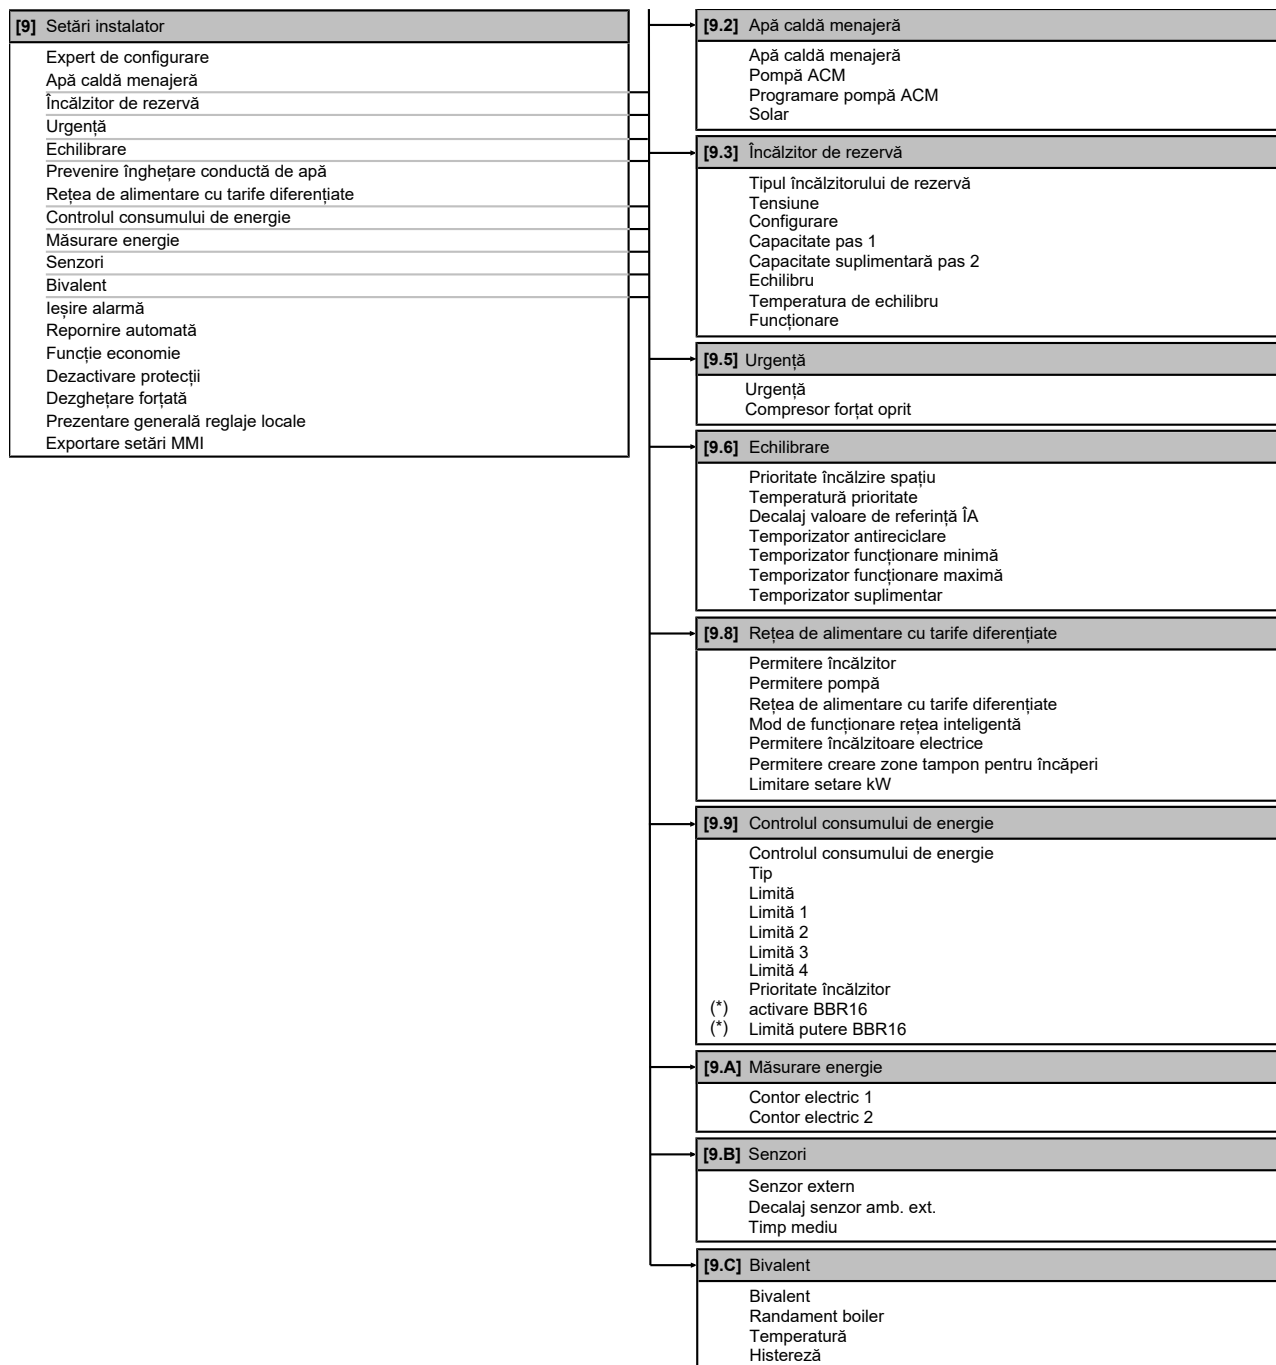 [9] Setări instalator
Expert de configurare
Apă caldă menajeră
Încălzitor de rezervă
Urgență
Echilibrare
Prevenire înghețare conductă de apă
Rețea de alimentare cu tarife diferențiate
Controlul consumului de energie
Măsurare energie
Senzori
Bivalent
Ieșire alarmă
Repornire automată
Funcție economie
Dezactivare protecții
Dezghețare forțată
Prezentare generală reglaje locale
Exportare setări MMI
[9.2] Apă caldă menajeră
Apă caldă menajeră
Pompă ACM
Programare pompă ACM
Solar
[9.3] Încălzitor de rezervă
Tipul încălzitorului de rezervă
Tensiune
Configurare
Capacitate pas 1
Capacitate suplimentară pas 2
Echilibru
Temperatura de echilibru
Funcționare
[9.5] Urgență
Urgență
Compresor forțat oprit
[9.6] Echilibrare
Prioritate încălzire spațiu
Temperatură prioritate
Decalaj valoare de referință ÎA
Temporizator antireciclare
Temporizator funcționare minimă
Temporizator funcționare maximă
Temporizator suplimentar
[9.8] Rețea de alimentare cu tarife diferențiate
Permitere încălzitor
Permitere pompă
Rețea de alimentare cu tarife diferențiate
Mod de funcționare rețea inteligentă
Permitere încălzitoare electrice
Permitere creare zone tampon pentru încăperi
Limitare setare kW
[9.9] Controlul consumului de energie
Controlul consumului de energie
Tip
Limită
Limită 1
Limită 2
Limită 3
Limită 4
Prioritate încălzitor
(*) activare BBR16
(*) Limită putere BBR16
[9.A] Măsurare energie
Contor electric 1
Contor electric 2
[9.B] Senzori
Senzor extern
Decalaj senzor amb. ext.
Timp mediu
[9.C] Bivalent
Bivalent
Randament boiler
Temperatură
Histereză